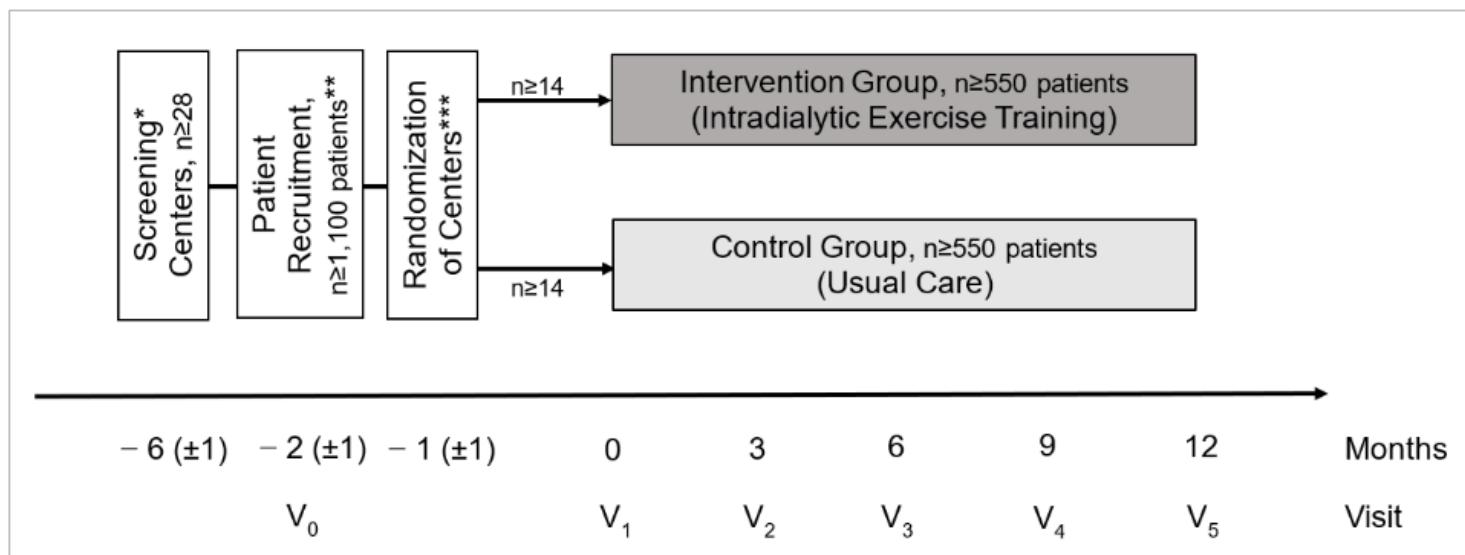 Screening*
Centers, n≥28
Patient
Recruitment,
n≥1,100 patients**
Randomization
of Centers***
n≥14
n≥14
Intervention Group, n≥550 patients
(Intradialytic Exercise Training)
Control Group, n≥550 patients
(Usual Care)
− 6 (±1) − 2 (±1) − 1 (±1) 0 3 6 9 12 Months
V0 V1 V2 V3 V4 V5 Visit